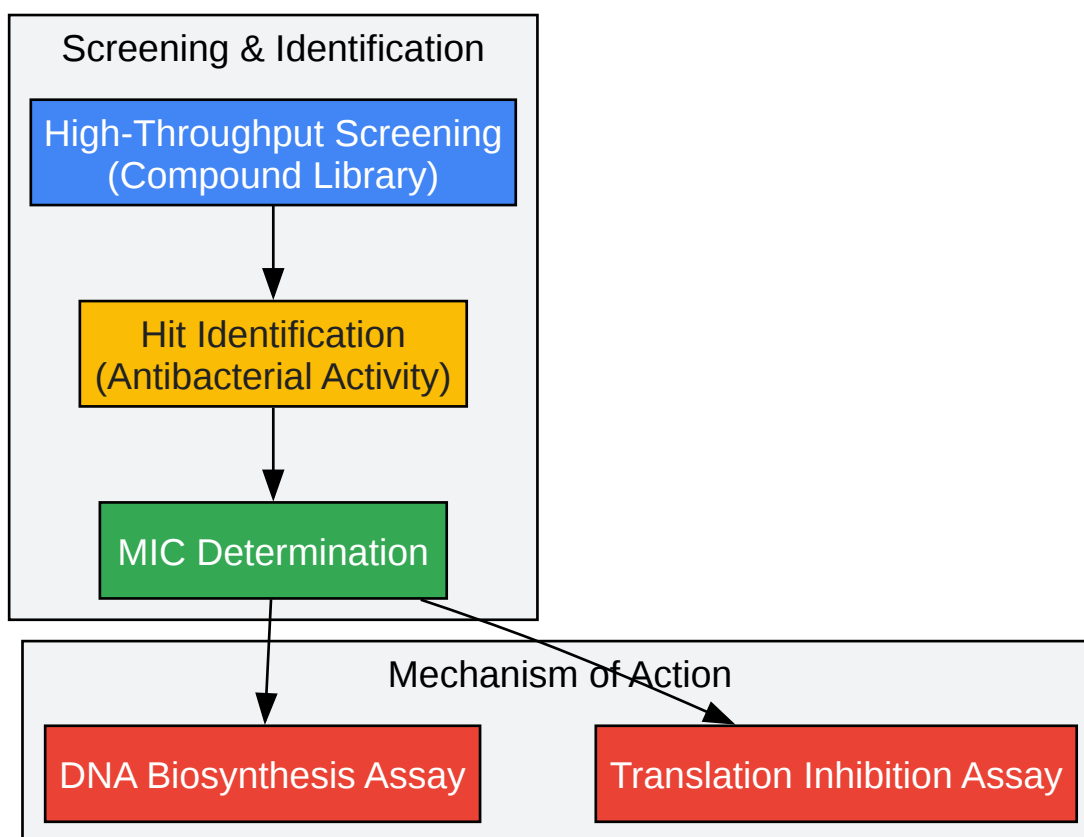 Screening & Identification
High-Throughput Screening
(Compound Library)
Hit Identification
(Antibacterial Activity)
MIC Determination
Mechanism of Action
DNA Biosynthesis Assay
Translation Inhibition Assay